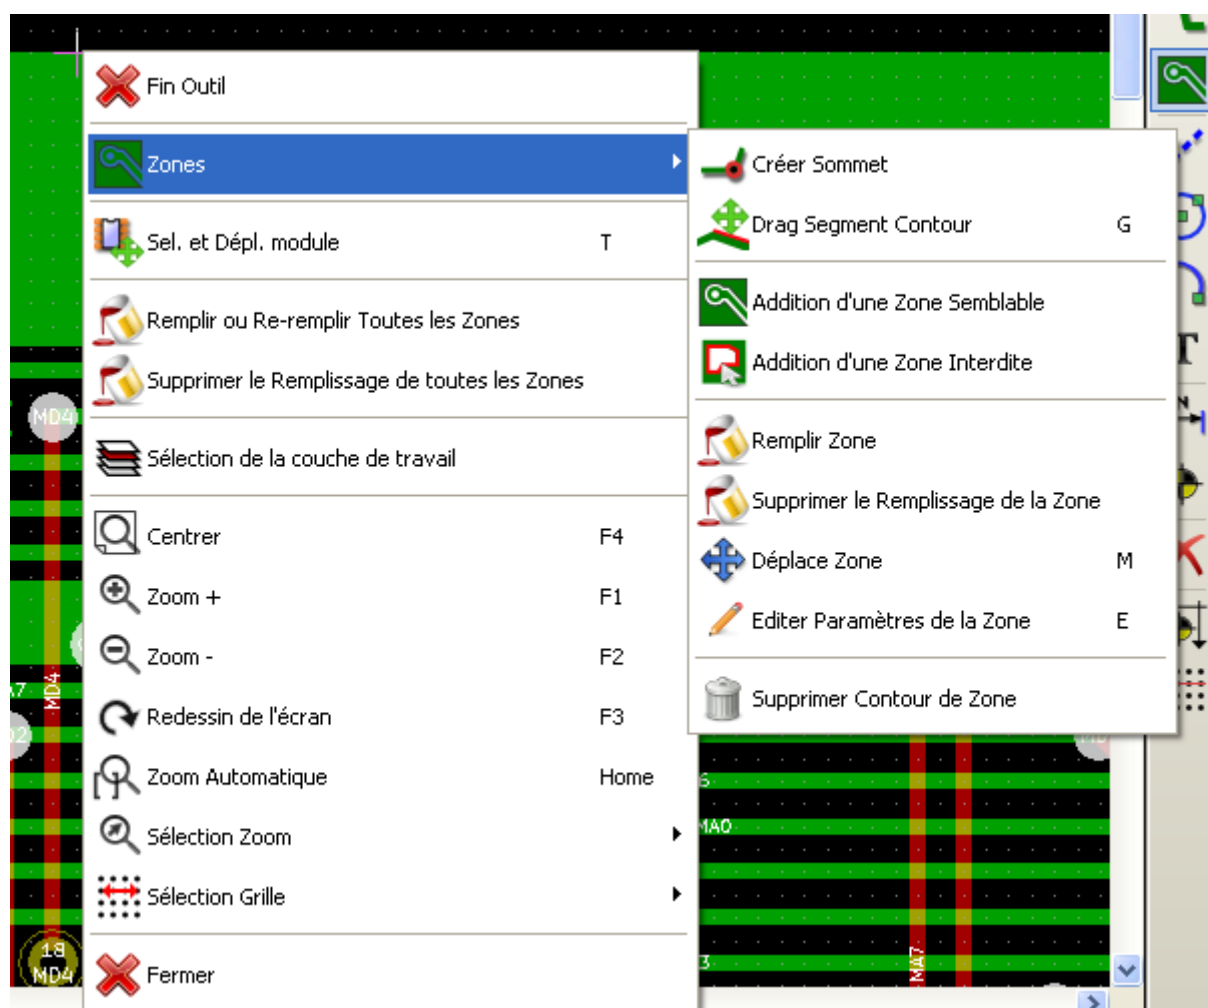 Fin Outil
Zones
Sel. et Dépl. module T
Remplir ou Re-remplir Toutes les Zones
Supprimer le Remplissage de toutes les Zones
Sélection de la couche de travail
Centrer F4
Zoom + F1
Zoom - F2
Redessin de l'écran F3
Zoom Automatique Home
Sélection Zoom
Sélection Grille
Fermer
Créer Sommet
Drag Segment Contour G
Addition d'une Zone Semblable
Addition d'une Zone Interdite
Remplir Zone
Supprimer le Remplissage de la Zone
Déplace Zone M
Editer Paramètres de la Zone E
Supprimer Contour de Zone
MD4
MD4
18
MD4
MA0
MA7
T
N